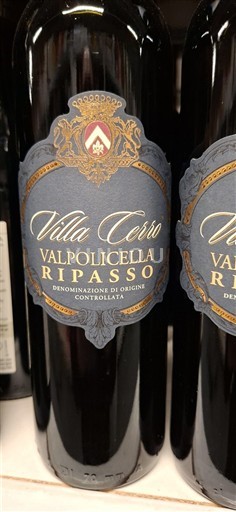 Villa Cerro
VALPOLICELLA
RIPASSO
DENOMINAZIONE DI ORIGINE
CONTROLLATA